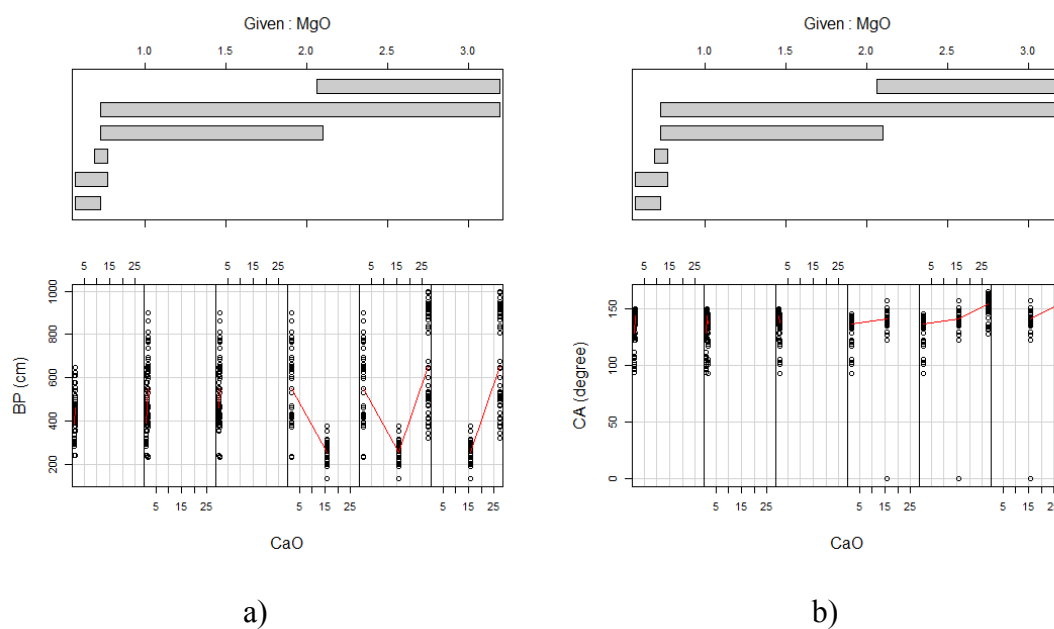 Given : MgO
1.0 1.5 2.0 2.5 3.0
5 15 25 5 15 25 5 15 25
1000
800
600
400
200
BP (cm)
5 15 25 5 15 25 5 15 25
CaO
a)
Given : MgO
1.0 1.5 2.0 2.5 3.0
5 15 25 5 15 25 5 15 25
150
100
50
0
CA (degree)
5 15 25 5 15 25 5 15 25
CaO
b)